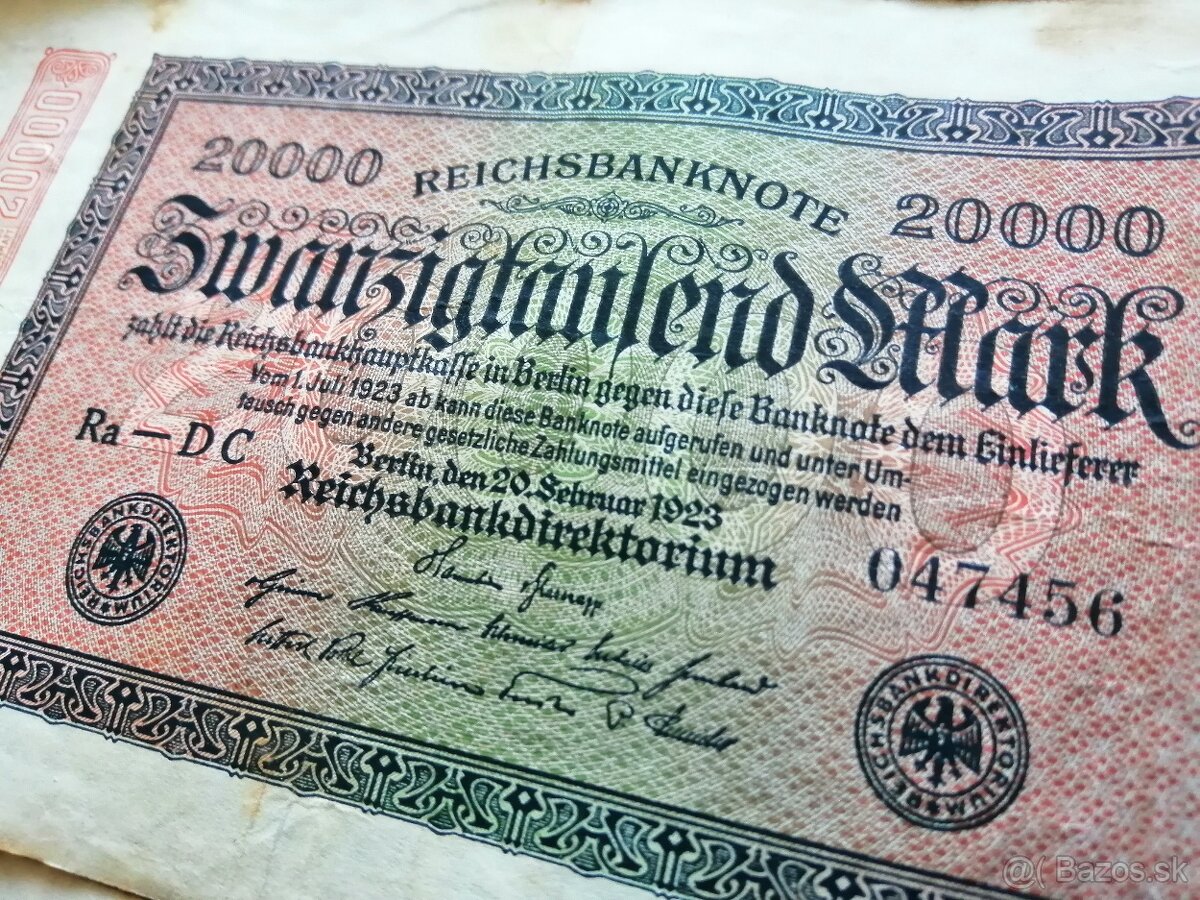 20000
REICHSBANKNOTE
20000
20000
Zwanzigtausend Mark
zahlt die Reichsbankhauptkasse in Berlin gegen diese Banknote dem Einlieferer
Vom 1. Juli 1923 ab kann diese Banknote aufgerufen und unter Um-
tausch gegen andere gesetzliche Zahlungsmittel eingezogen werden
Ra — DC
Berlin, den 20. Februar 1923
Reichsbankdirektorium
047456
REICHSBANKDIREKTORIUM
REICHSBANKDIREKTORIUM
@( Bazos.sk